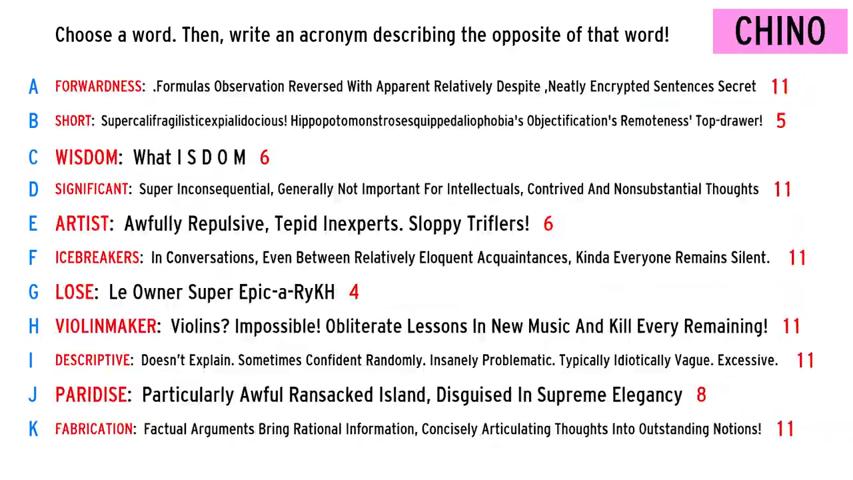 Choose a word. Then, write an acronym describing the opposite of that word!
CHINO
A FORWARDNESS: .Formulas Observation Reversed With Apparent Relatively Despite ,Neatly Encrypted Sentences Secret 11
B SHORT: Supercalifragilisticexpialidocious! Hippopotomonstrosesquippedaliophobia's Objectification's Remoteness' Top-drawer! 5
C WISDOM: What I S D O M 6
D SIGNIFICANT: Super Inconsequential, Generally Not Important For Intellectuals, Contrived And Nonsubstantial Thoughts 11
E ARTIST: Awfully Repulsive, Tepid Inexperts. Sloppy Triflers! 6
F ICEBREAKERS: In Conversations, Even Between Relatively Eloquent Acquaintances, Kinda Everyone Remains Silent. 11
G LOSE: Le Owner Super Epic-a-RyKH 4
H VIOLINMAKER: Violins? Impossible! Obliterate Lessons In New Music And Kill Every Remaining! 11
I DESCRIPTIVE: Doesn't Explain. Sometimes Confident Randomly. Insanely Problematic. Typically Idiotically Vague. Excessive. 11
J PARIDISE: Particularly Awful Ransacked Island, Disguised In Supreme Elegancy 8
K FABRICATION: Factual Arguments Bring Rational Information, Concisely Articulating Thoughts Into Outstanding Notions! 11